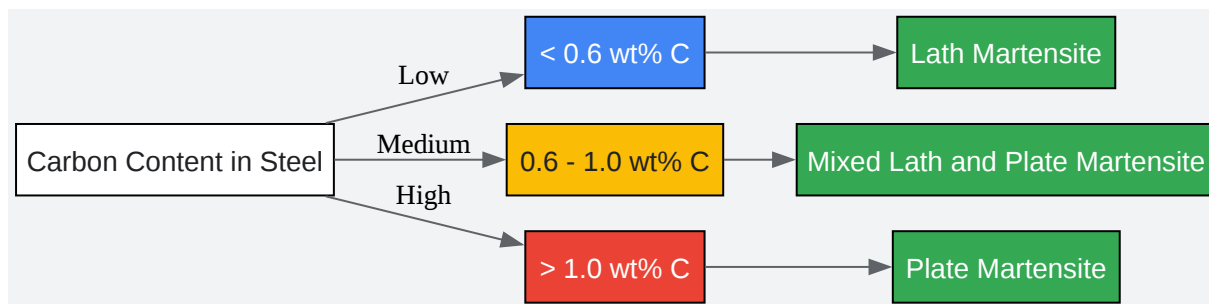 Carbon Content in Steel
Low
< 0.6 wt% C
Lath Martensite
Medium
0.6 - 1.0 wt% C
Mixed Lath and Plate Martensite
High
> 1.0 wt% C
Plate Martensite